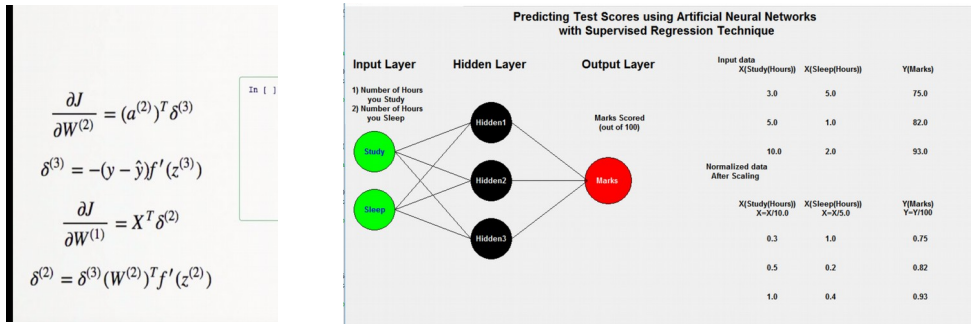 ∂J/∂W^(2) = (a^(2))^T δ^(3)
δ^(3) = -(y - ŷ)f'(z^(3))
∂J/∂W^(1) = X^T δ^(2)
δ^(2) = δ^(3)(W^(2))^T f'(z^(2))
In [ ]
Predicting Test Scores using Artificial Neural Networks
with Supervised Regression Technique
Input Layer
Hidden Layer
Output Layer
1) Number of Hours
you Study
2) Number of Hours
you Sleep
Study
Sleep
Hidden1
Hidden2
Hidden3
Marks Scored
(out of 100)
Marks
Input data
X(Study(Hours)) X(Sleep(Hours)) Y(Marks)
3.0 5.0 75.0
5.0 1.0 82.0
10.0 2.0 93.0
Normalized data
After Scaling
X(Study(Hours)) X(Sleep(Hours)) Y(Marks)
X=X/10.0 X=X/5.0 Y=Y/100
0.3 1.0 0.75
0.5 0.2 0.82
1.0 0.4 0.93